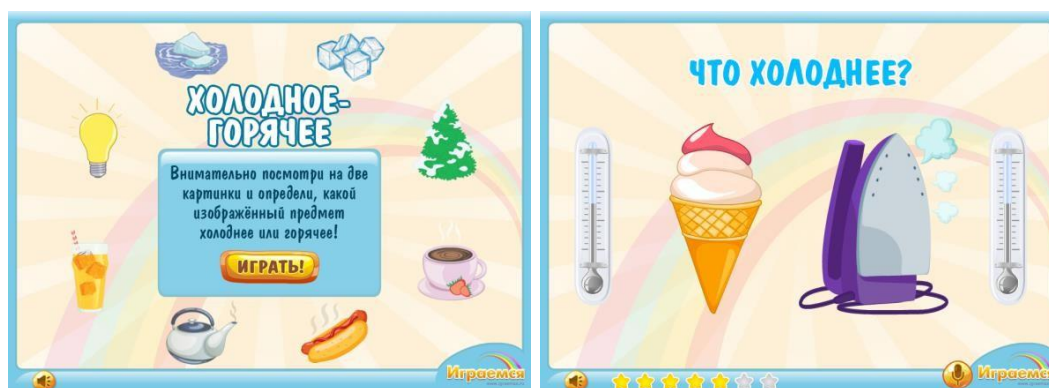 ХОЛОДНОЕ-
ГОРЯЧЕЕ
Внимательно посмотри на две
картинки и определи, какой
изображённый предмет
холоднее или горячее!
ИГРАТЬ!
Играемся
ЧТО ХОЛОДНЕЕ?
Играемся